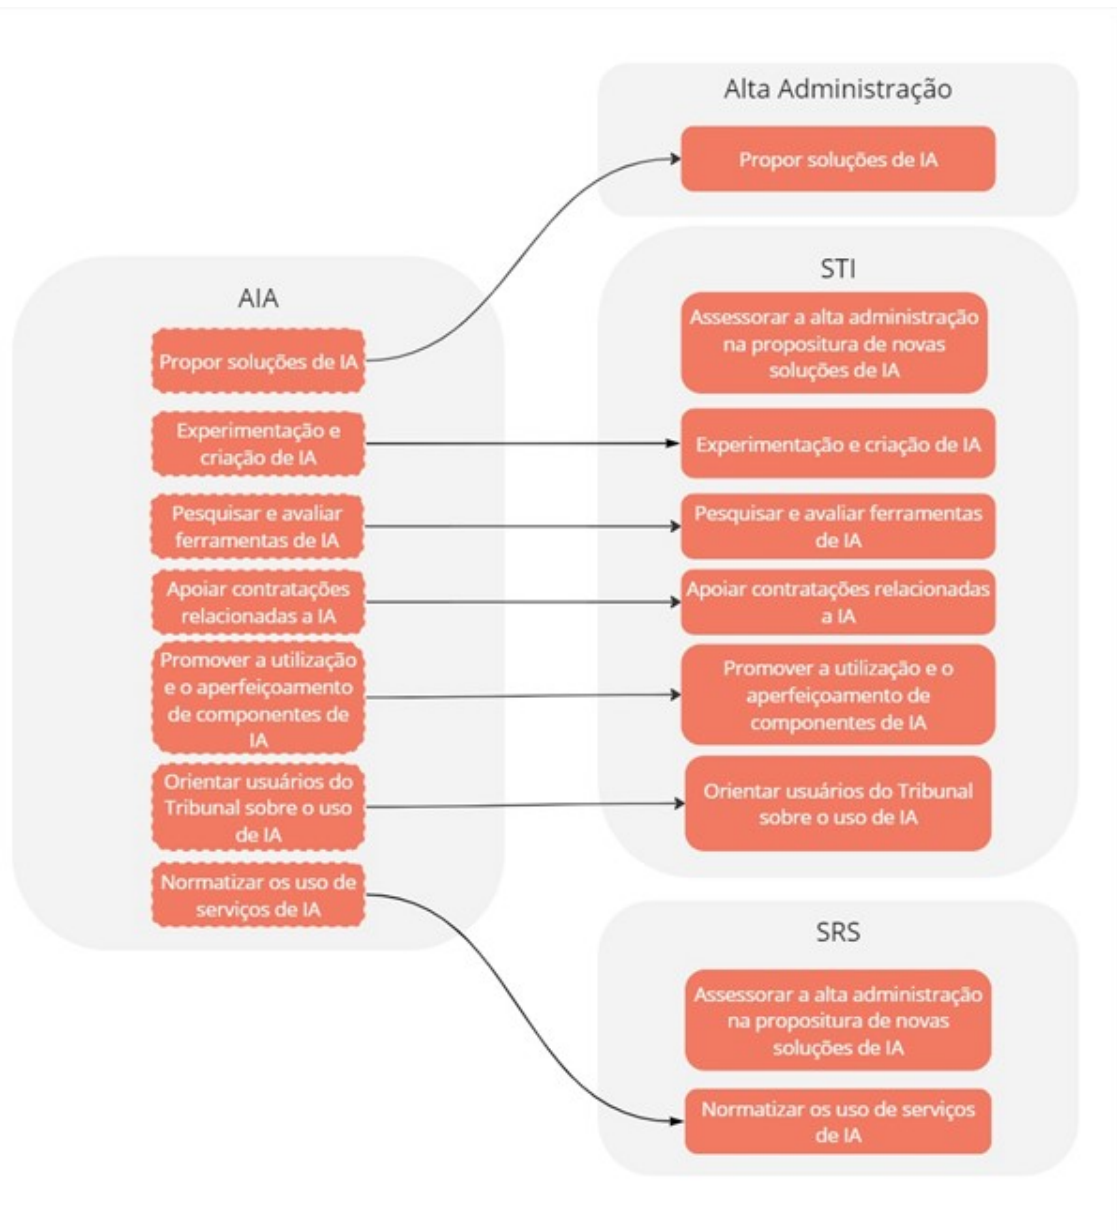 Alta Administração
Propor soluções de IA
AIA
Propor soluções de IA
Experimentação e
criação de IA
Pesquisar e avaliar
ferramentas de IA
Apoiar contratações
relacionadas a IA
Promover a utilização
e o aperfeiçoamento
de componentes de
IA
Orientar usuários do
Tribunal sobre o uso
de IA
Normatizar os uso de
serviços de IA
STI
Assessorar a alta administração
na propositura de novas
soluções de IA
Experimentação e criação de IA
Pesquisar e avaliar ferramentas
de IA
Apoiar contratações relacionadas
a IA
Promover a utilização e o
aperfeiçoamento de
componentes de IA
Orientar usuários do Tribunal
sobre o uso de IA
SRS
Assessorar a alta administração
na propositura de novas
soluções de IA
Normatizar os uso de serviços
de IA